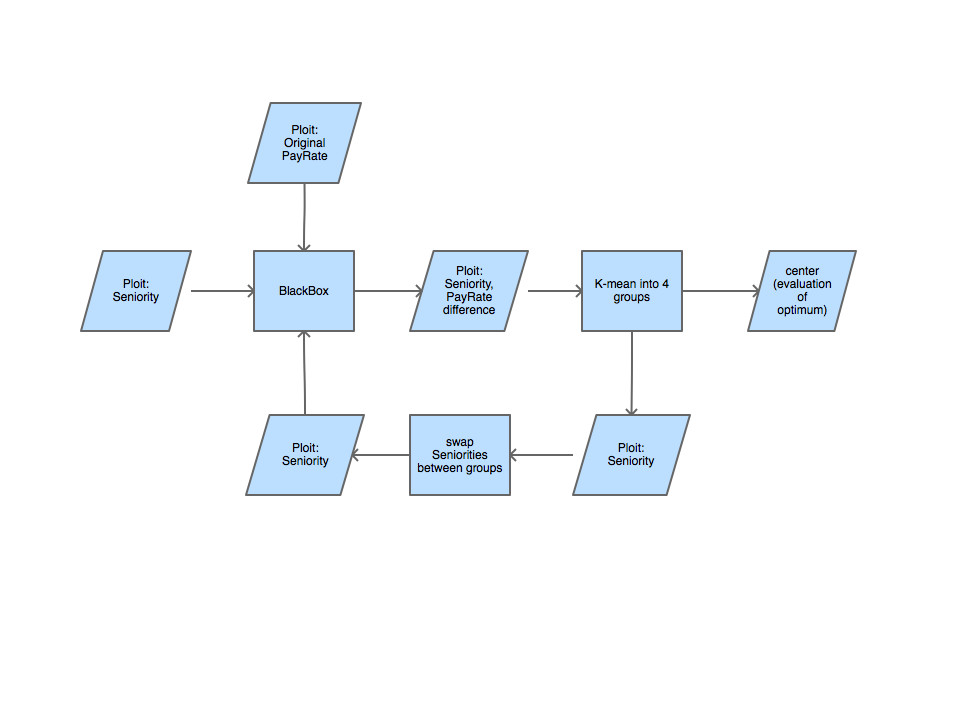 Ploit:
Original
PayRate
Ploit:
Seniority
BlackBox
Ploit:
Seniority,
PayRate
difference
K-mean into 4
groups
center
(evaluation
of
optimum)
Ploit:
Seniority
swap
Seniorities
between groups
Ploit:
Seniority